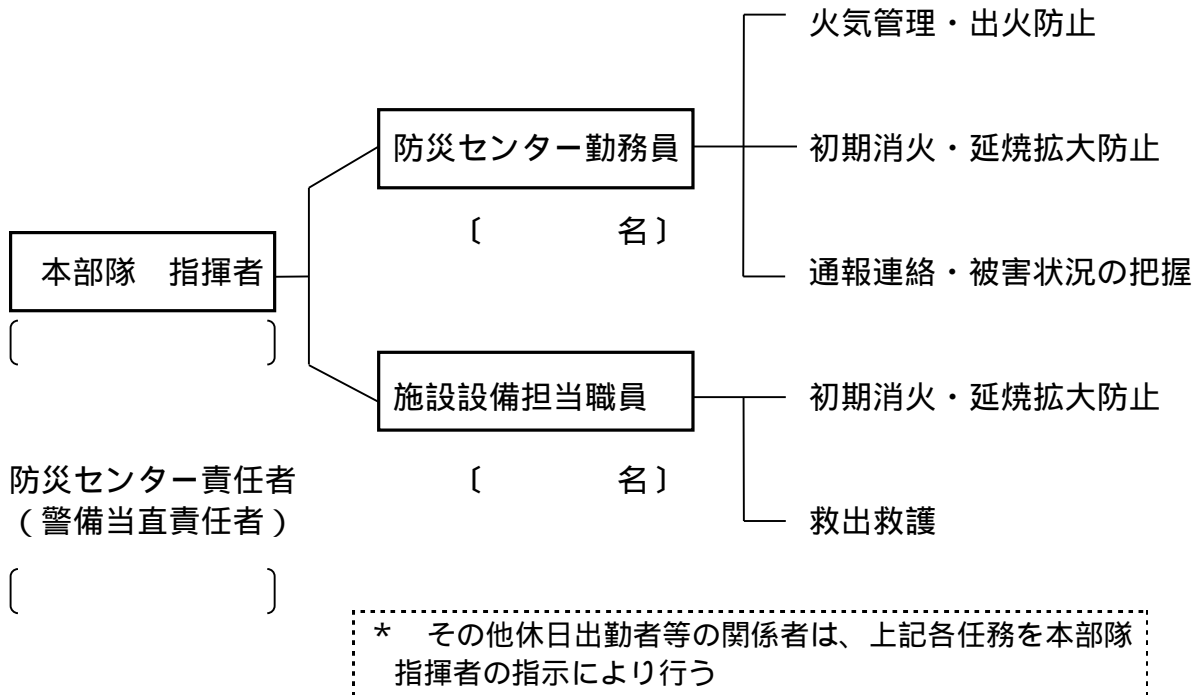 火気管理・出火防止
防災センター勤務員
初期消火・延焼拡大防止
〔　　　　名〕
本部隊　指揮者
通報連絡・被害状況の把握
〔　　　　　　　〕
施設設備担当職員
初期消火・延焼拡大防止
防災センター責任者
（警備当直責任者）
〔　　　　名〕
救出救護
〔　　　　　　　〕
*　その他休日出勤者等の関係者は、上記各任務を本部隊
指揮者の指示により行う